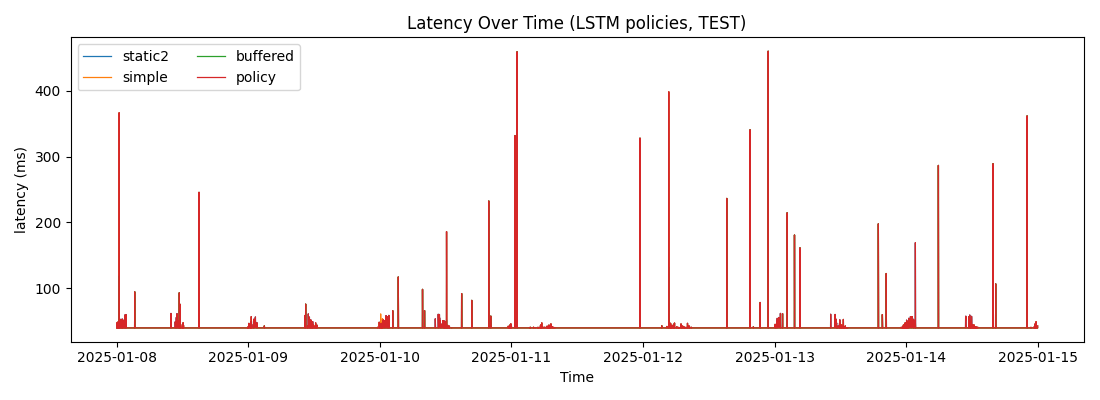 Latency Over Time (LSTM policies, TEST)
static2
simple
buffered
policy
latency (ms)
400
300
200
100
2025-01-08 2025-01-09 2025-01-10 2025-01-11 2025-01-12 2025-01-13 2025-01-14 2025-01-15
Time